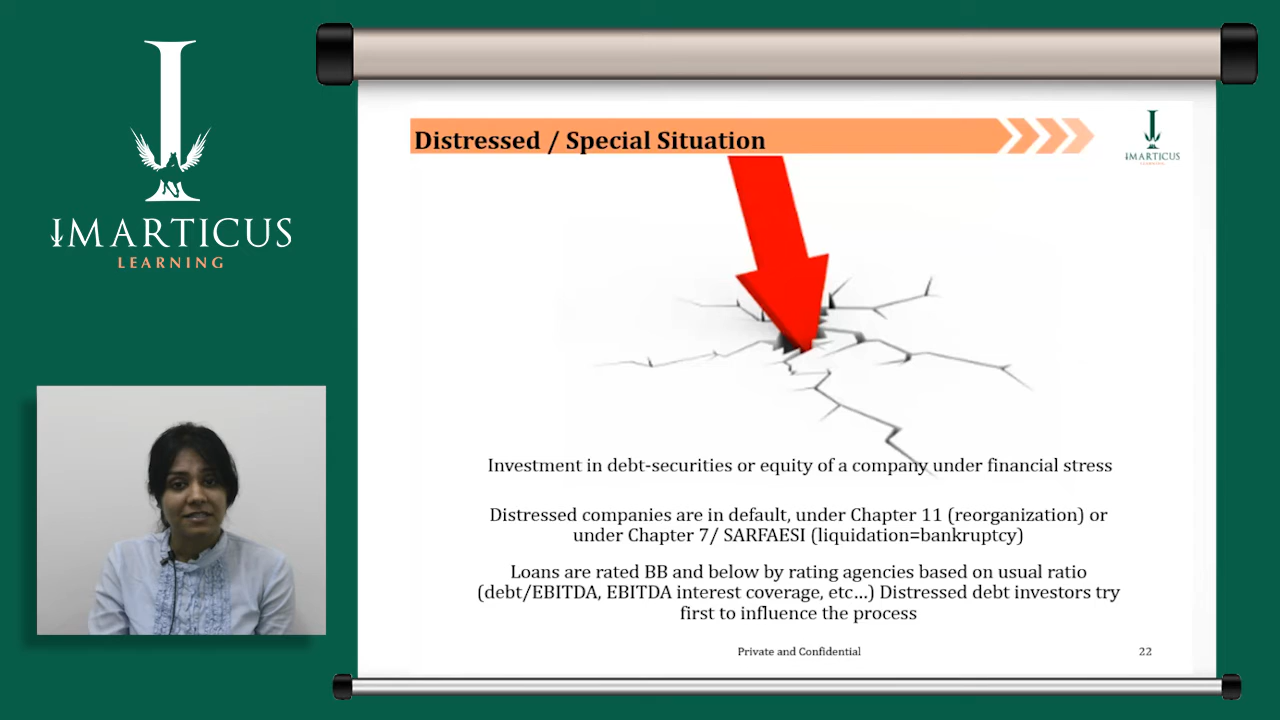 IMARTICUS
LEARNING
Distressed / Special Situation
IMARTICUS
LEARNING
Investment in debt-securities or equity of a company under financial stress
Distressed companies are in default, under Chapter 11 (reorganization) or
under Chapter 7/ SARFAESI (liquidation=bankruptcy)
Loans are rated BB and below by rating agencies based on usual ratio
(debt/EBITDA, EBITDA interest coverage, etc…) Distressed debt investors try
first to influence the process
Private and Confidential
22